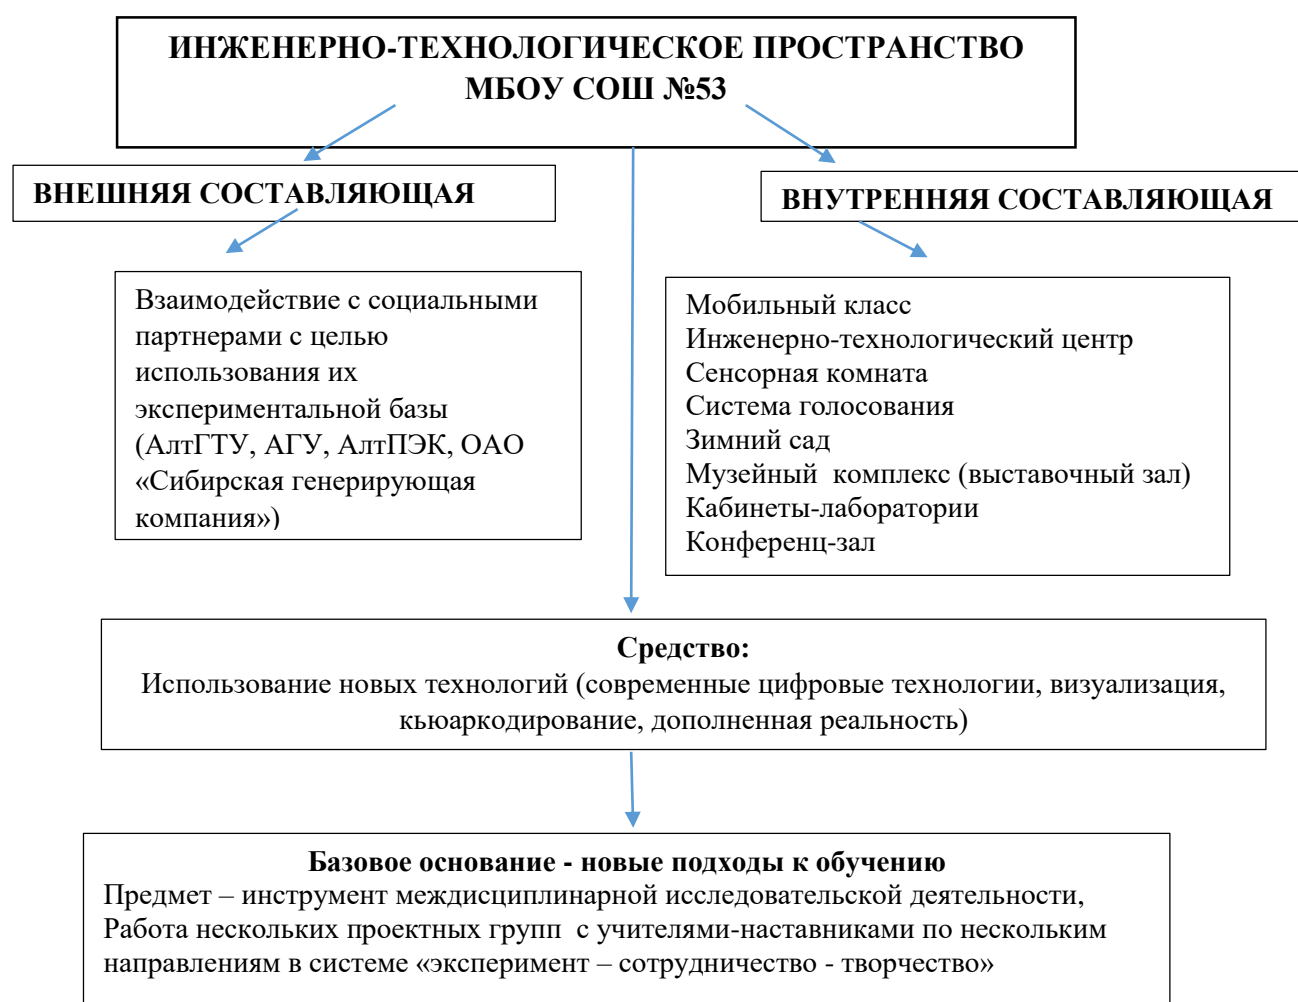 ИНЖЕНЕРНО-ТЕХНОЛОГИЧЕСКОЕ ПРОСТРАНСТВО
МБОУ СОШ №53
ВНЕШНЯЯ СОСТАВЛЯЮЩАЯ
ВНУТРЕННЯЯ СОСТАВЛЯЮЩАЯ
Взаимодействие с социальными
партнерами с целью
использования их
экспериментальной базы
(АлтГТУ, АГУ, АлтПЭК, ОАО
«Сибирская генерирующая
компания»)
Мобильный класс
Инженерно-технологический центр
Сенсорная комната
Система голосования
Зимний сад
Музейный комплекс (выставочный зал)
Кабинеты-лаборатории
Конференц-зал
Средство:
Использование новых технологий (современные цифровые технологии, визуализация,
кьюаркодирование, дополненная реальность)
Базовое основание - новые подходы к обучению
Предмет – инструмент междисциплинарной исследовательской деятельности,
Работа нескольких проектных групп с учителями-наставниками по нескольким
направлениям в системе «эксперимент – сотрудничество - творчество»